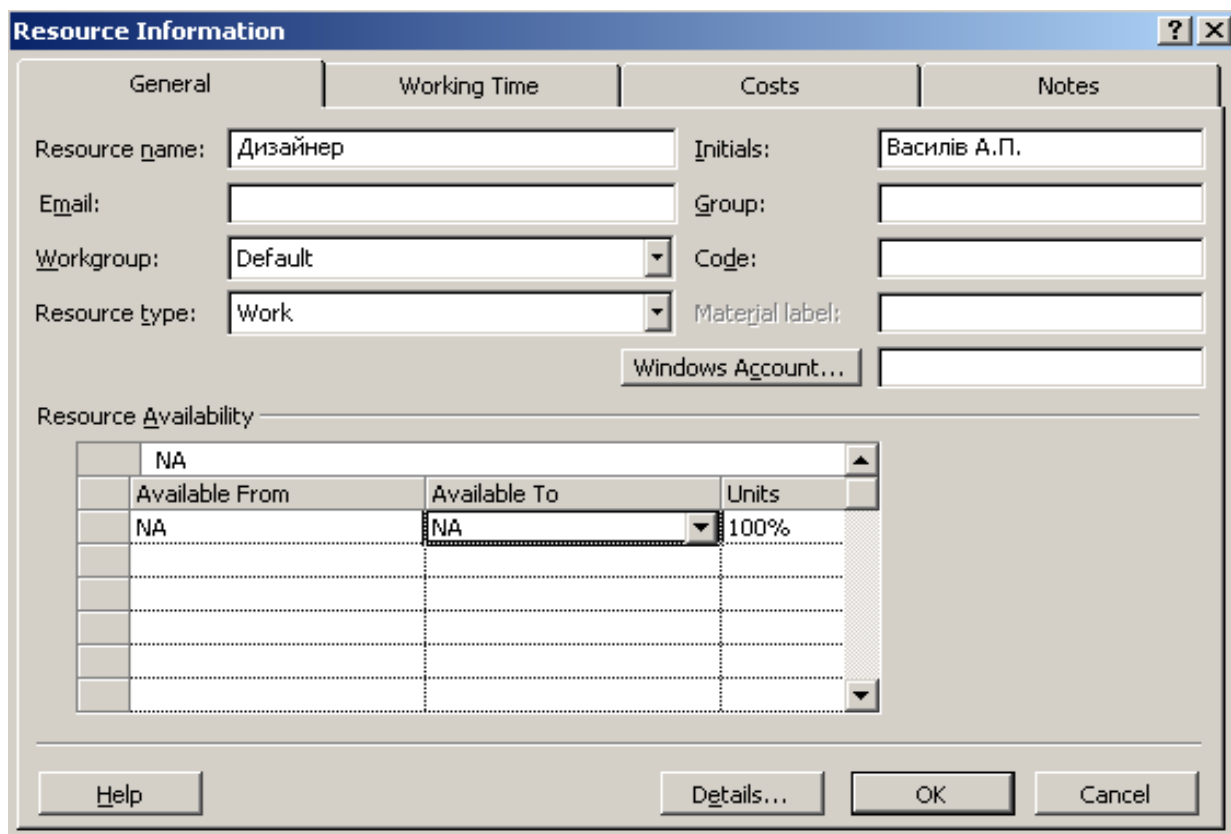 Resource Information
General Working Time Costs Notes
Resource name: Дизайнер Initials: Василів А.П.
Email: Group:
Workgroup: Default Code:
Resource type: Work Material label:
Windows Account...
Resource Availability
NA
Available From Available To Units
NA NA 100%
Help Details... OK Cancel